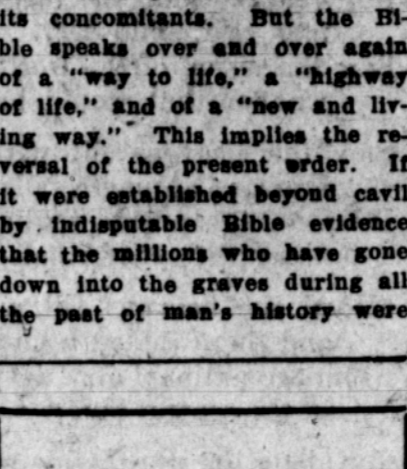 its concomitants. But the Bi-
ble speaks over and over again
of a "way to life," a "highway
of life," and of a "new and liv-
ing way." This implies the re-
versal of the present order. If
it were established beyond cavil
by indisputable Bible evidence
that the millions who have gone
down into the graves during all
the past of man's history were